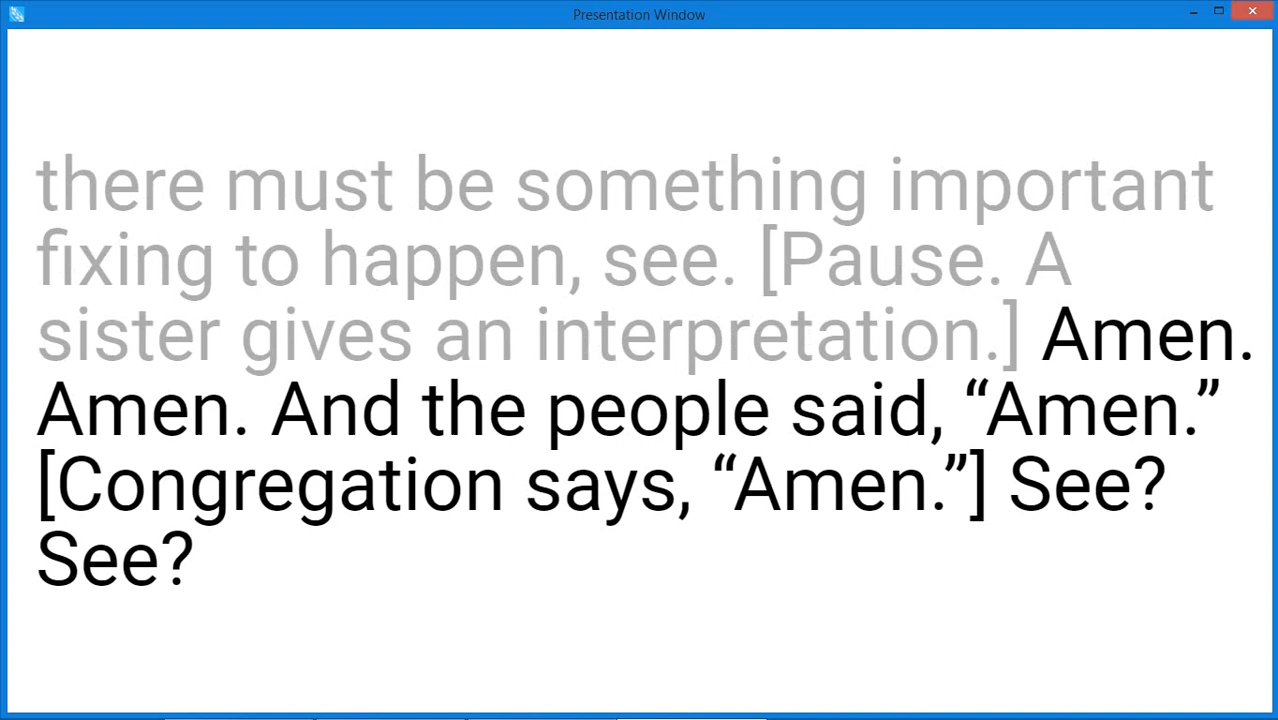 Presentation Window
there must be something important
fixing to happen, see. [Pause. A
sister gives an interpretation.] Amen.
Amen. And the people said, “Amen.”
[Congregation says, “Amen.”] See?
See?